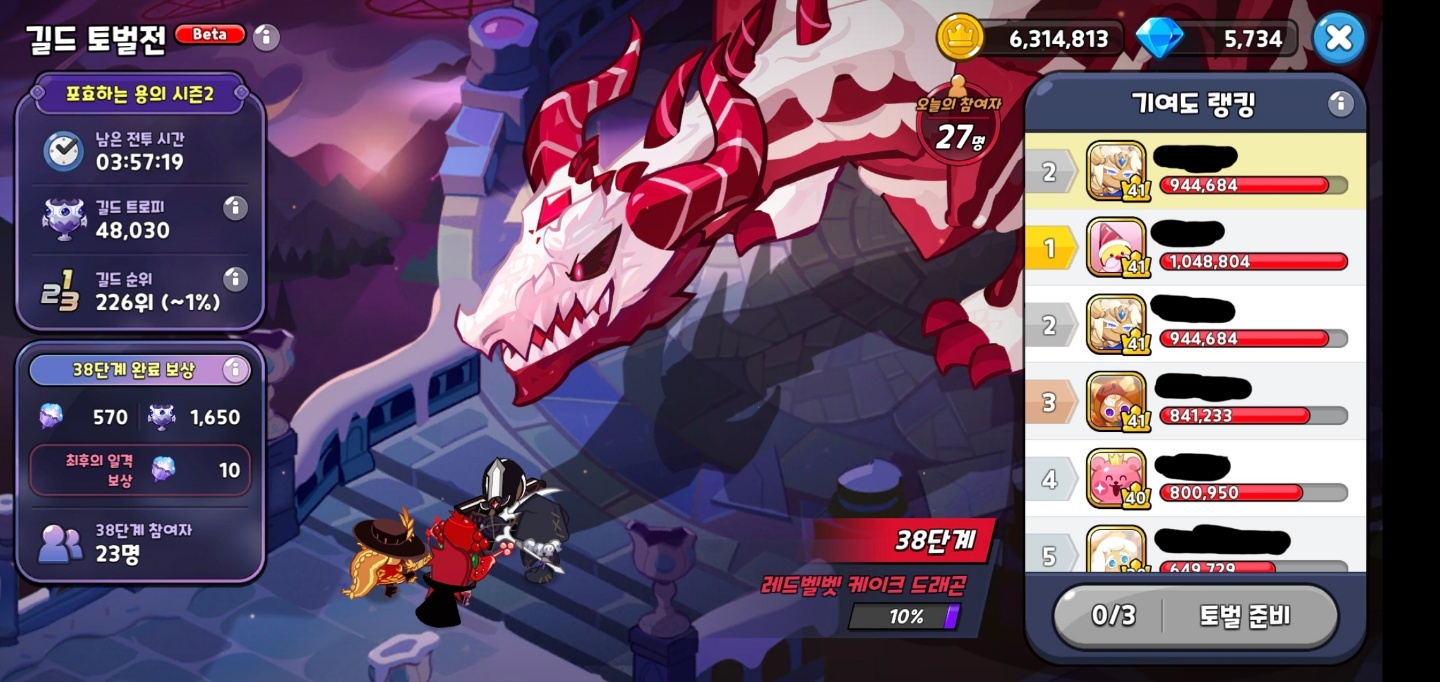 길드 토벌전 Beta
포효하는 용의 시즌2
남은 전투 시간
03:57:19
길드 트로피
48,030
길드 순위
226위 (~1%)
38단계 완료 보상
570 1,650
최후의 일격
보상
10
38단계 참여자
23명
6,314,813 5,734
오늘의 참여자
27명
38단계
레드벨벳 케이크 드래곤
10%
기여도 랭킹
2 41 944,684
1 41 1,048,804
2 41 944,684
3 41 841,233
4 40 800,950
5 649,729
0/3 토벌 준비